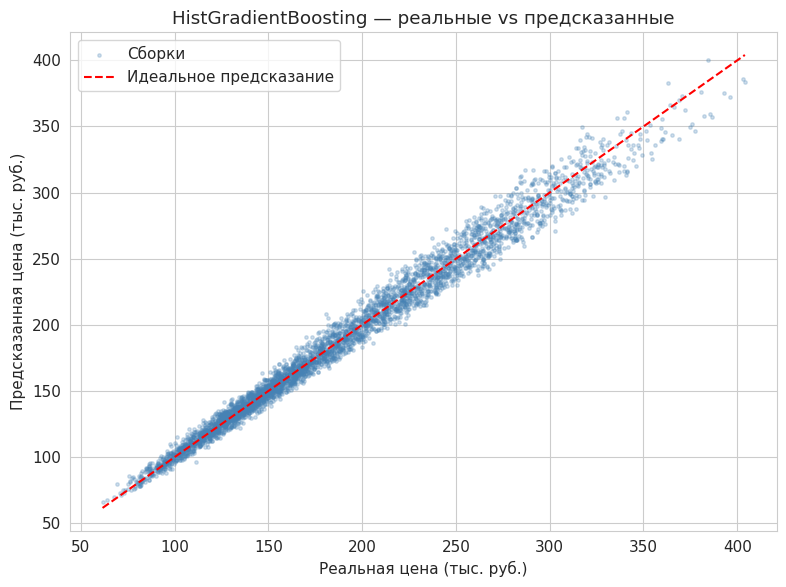 HistGradientBoosting — реальные vs предсказанные
Сборки
Идеальное предсказание
Предсказанная цена (тыс. руб.)
400
350
300
250
200
150
100
50
50 100 150 200 250 300 350 400
Реальная цена (тыс. руб.)